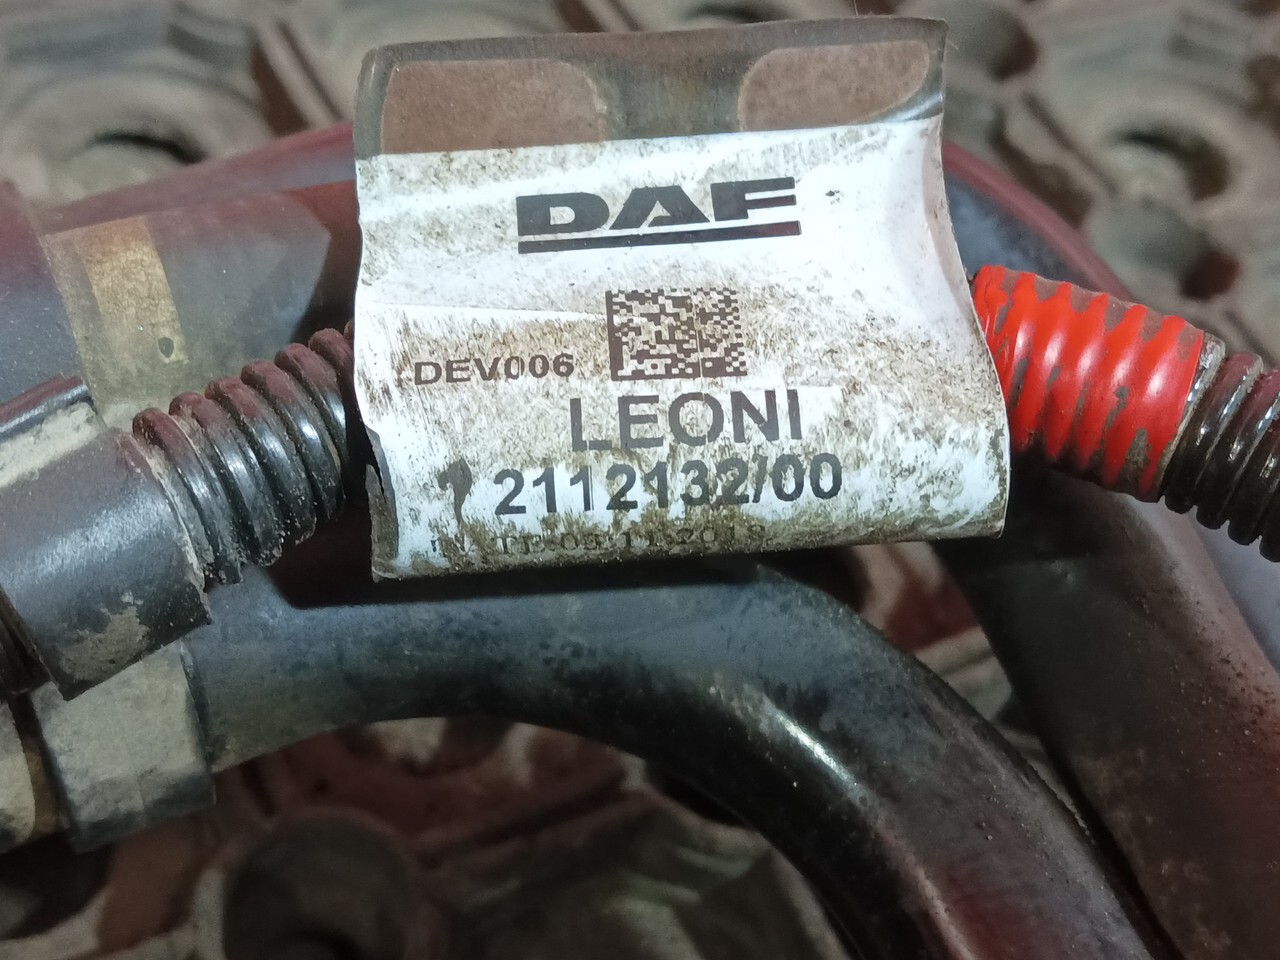 DAF
DEV006
LEONI
2112132/00